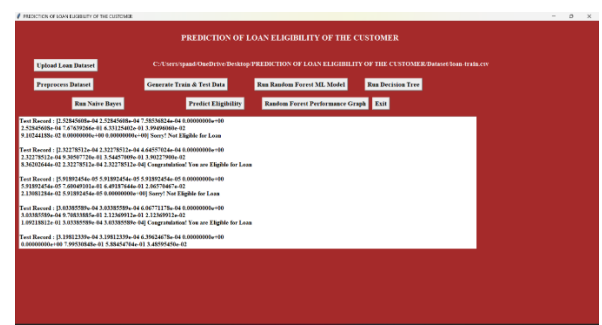 PREDICTION OF LOAN ELIGIBILITY OF THE CUSTOMER
PREDICTION OF LOAN ELIGIBILITY OF THE CUSTOMER
Upload Loan Dataset
C:/Users/spand/OneDrive/Desktop/PREDICTION OF LOAN ELIGIBILITY OF THE CUSTOMER/Dataset/loan-train.csv
Preprocess Dataset
Generate Train & Test Data
Run Random Forest ML Model
Run Decision Tree
Run Naive Bayes
Predict Eligibility
Random Forest Performance Graph
Exit
Test Record : [2.52845608e-04 2.52845608e-04 7.58536824e-04 0.00000000e+00
2.52845608e-04 7.67639266e-01 6.33125402e-01 3.99496060e-02
9.10244188e-02 0.00000000e+00 0.00000000e+00] Sorry! Not Eligible for Loan
Test Record : [2.32278512e-04 2.32278512e-04 4.64557024e-04 0.00000000e+00
2.32278512e-04 9.30507720e-01 3.54457009e-01 3.90227900e-02
8.36202644e-02 2.32278512e-04 2.32278512e-04] Congratulation! You are Eligible for Loan
Test Record : [5.91892454e-05 5.91892454e-05 5.91892454e-05 0.00000000e+00
5.91892454e-05 7.60049101e-01 6.49187644e-01 2.06570467e-02
2.13081284e-02 5.91892454e-05 0.00000000e+00] Sorry! Not Eligible for Loan
Test Record : [3.03385589e-04 3.03385589e-04 6.06771178e-04 0.00000000e+00
3.03385589e-04 9.70833885e-01 2.12369912e-01 2.12369912e-02
1.09218812e-01 3.03385589e-04 3.03385589e-04] Congratulation! You are Eligible for Loan
Test Record : [3.19812339e-04 3.19812339e-04 6.39624678e-04 0.00000000e+00
0.00000000e+00 7.99530848e-01 5.88454704e-01 3.48595450e-02